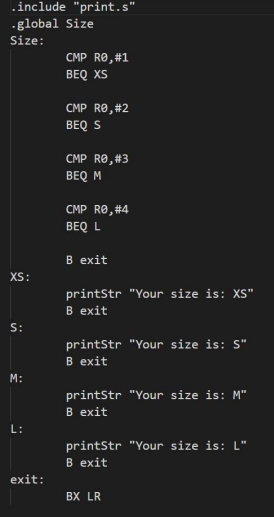 .include "print.s"
.global Size
Size:
CMP R0,#1
BEQ XS
CMP R0,#2
BEQ S
CMP R0,#3
BEQ M
CMP R0,#4
BEQ L
B exit
XS:
printStr "Your size is: XS"
B exit
S:
printStr "Your size is: S"
B exit
M:
printStr "Your size is: M"
B exit
L:
printStr "Your size is: L"
B exit
exit:
BX LR